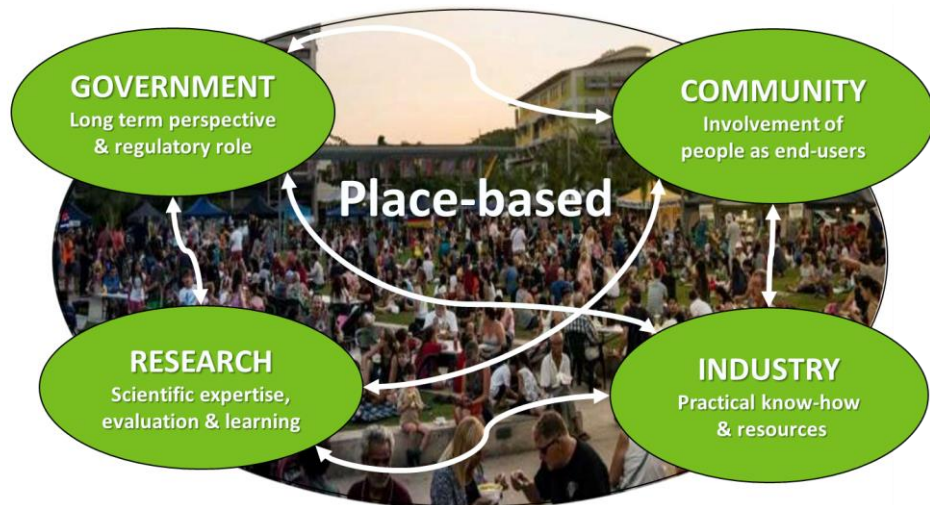 GOVERNMENT
Long term perspective
& regulatory role
COMMUNITY
Involvement of
people as end-users
Place-based
RESEARCH
Scientific expertise,
evaluation & learning
INDUSTRY
Practical know-how
& resources